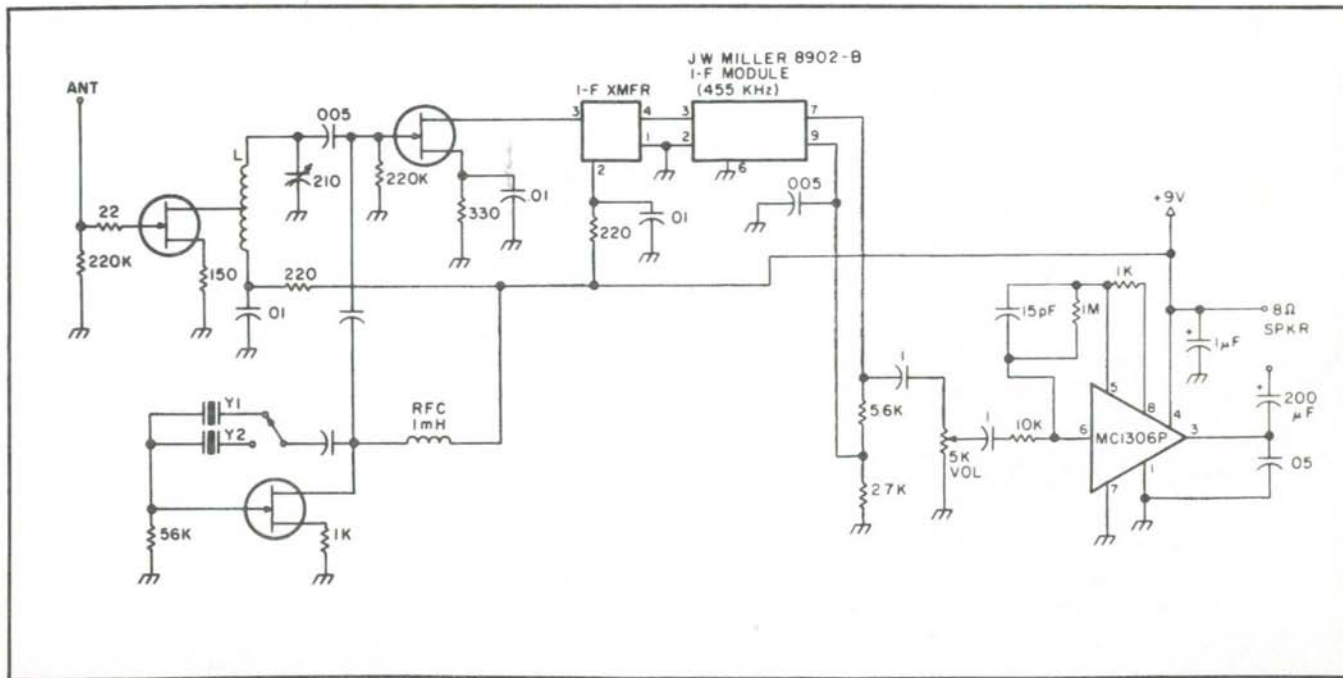 JW MILLER 8902-B
I-F MODULE
(455 KHz)
I-F XMFR
ANT
005
3
4
3
7
1
2
9
L
210
220K
330
.01
2
6
22
150
220K
01
220
220
01
005
+9V
1K
15pF
1M
1µF
8Ω
SPKR
Y1
Y2
RFC
1mH
56K
1K
1
56K
27K
5K
VOL
1
10K
5
8
4
6
MC1306P
3
1
7
+
+
200
µF
05